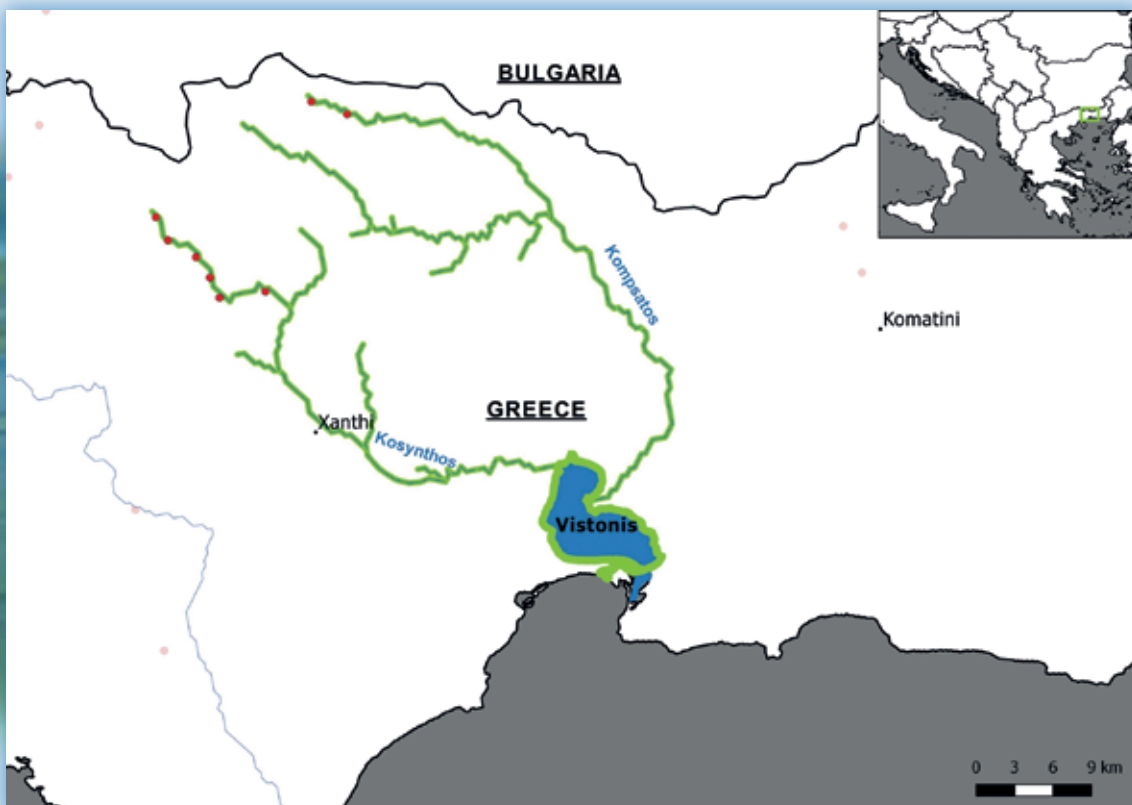 BULGARIA
Kompsatos
Komatini
GREECE
Xanthi
Kosynthos
Vistonis
0 3 6 9 km